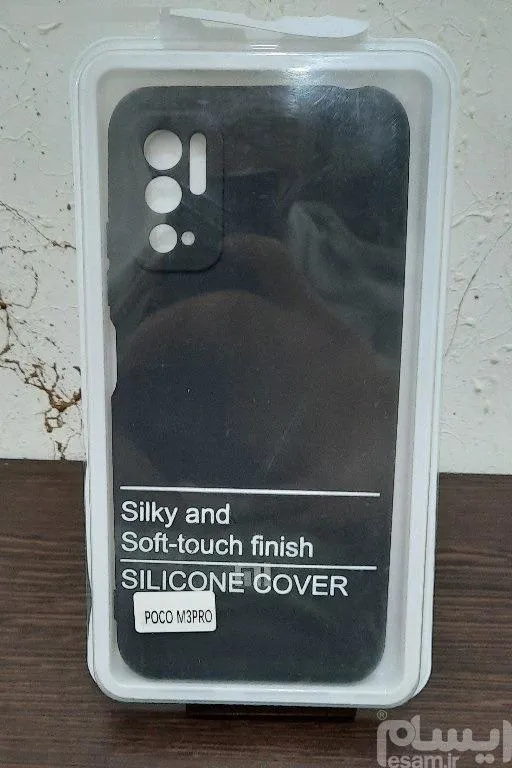 Silky and
Soft-touch finish
SILICONE COVER
POCO M3PRO
ایسام®
esam.ir